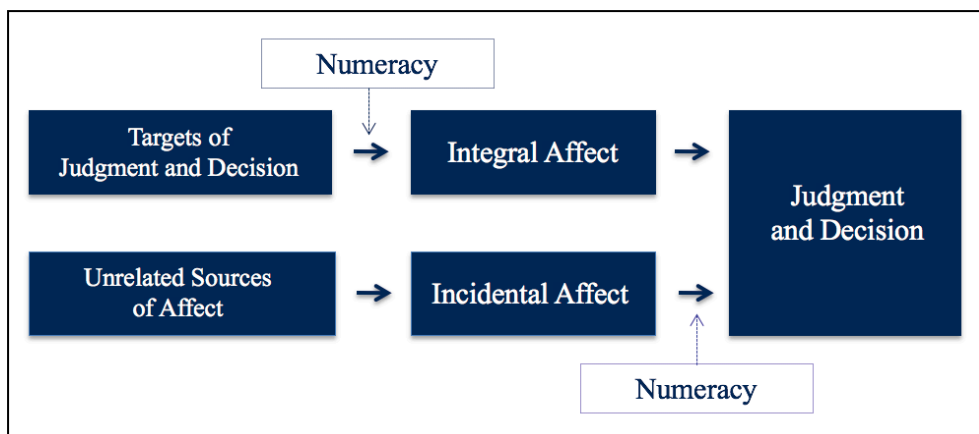 Numeracy
Targets of
Judgment and Decision
Integral Affect
Judgment
and Decision
Unrelated Sources
of Affect
Incidental Affect
Numeracy